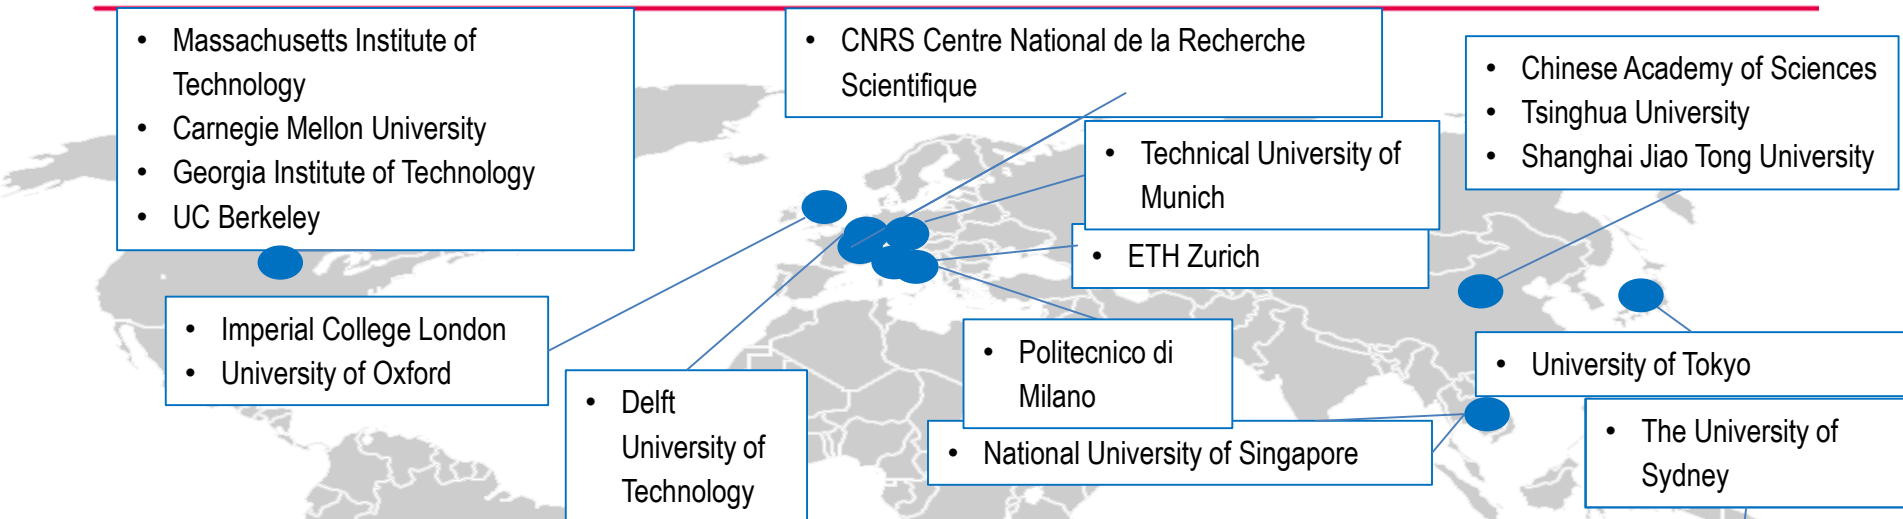 • Massachusetts Institute of
Technology
• Carnegie Mellon University
• Georgia Institute of Technology
• UC Berkeley
• CNRS Centre National de la Recherche
Scientifique
• Chinese Academy of Sciences
• Tsinghua University
• Shanghai Jiao Tong University
• Technical University of
Munich
• ETH Zurich
• Imperial College London
• University of Oxford
• Politecnico di
Milano
• University of Tokyo
• Delft
University of
Technology
• National University of Singapore
• The University of
Sydney